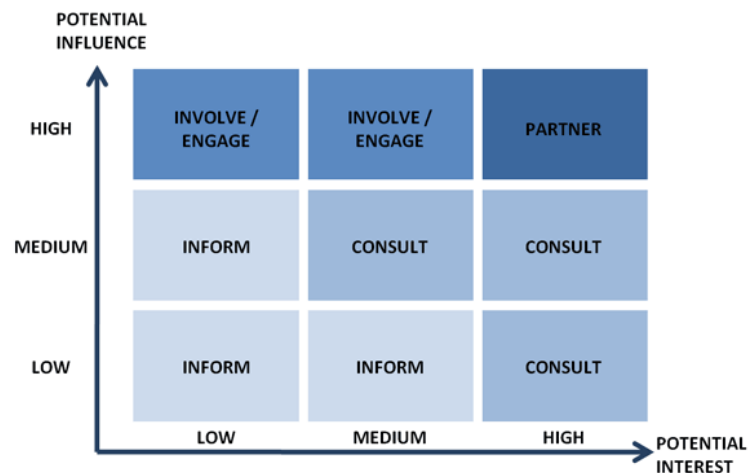 POTENTIAL
INFLUENCE
HIGH
INVOLVE /
ENGAGE
INVOLVE /
ENGAGE
PARTNER
MEDIUM
INFORM
CONSULT
CONSULT
LOW
INFORM
INFORM
CONSULT
LOW
MEDIUM
HIGH
POTENTIAL
INTEREST